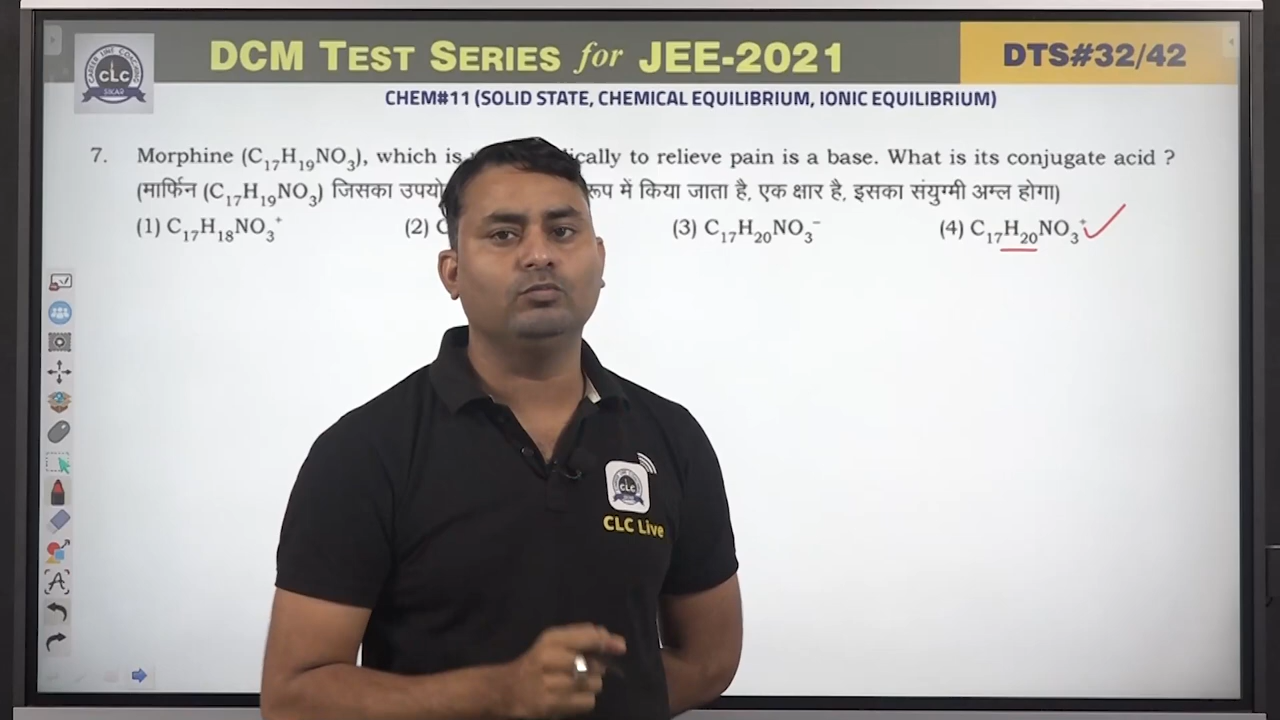 DCM TEST SERIES for JEE-2021
DTS#32/42
CLC
SIKAR
CHEM#11 (SOLID STATE, CHEMICAL EQUILIBRIUM, IONIC EQUILIBRIUM)
7. Morphine (C₁₇H₁₉NO₃), which is to relieve pain is a base. What is its conjugate acid ?
(मार्फिन (C₁₇H₁₉NO₃) जिसका रूप में किया जाता है, एक क्षार है, इसका संयुग्मी अम्ल होगा)
(1) C₁₇H₁₈NO₃⁺ (2) C (3) C₁₇H₂₀NO₃⁻ (4) C₁₇H₂₀NO₃⁺
CLC
CLC Live